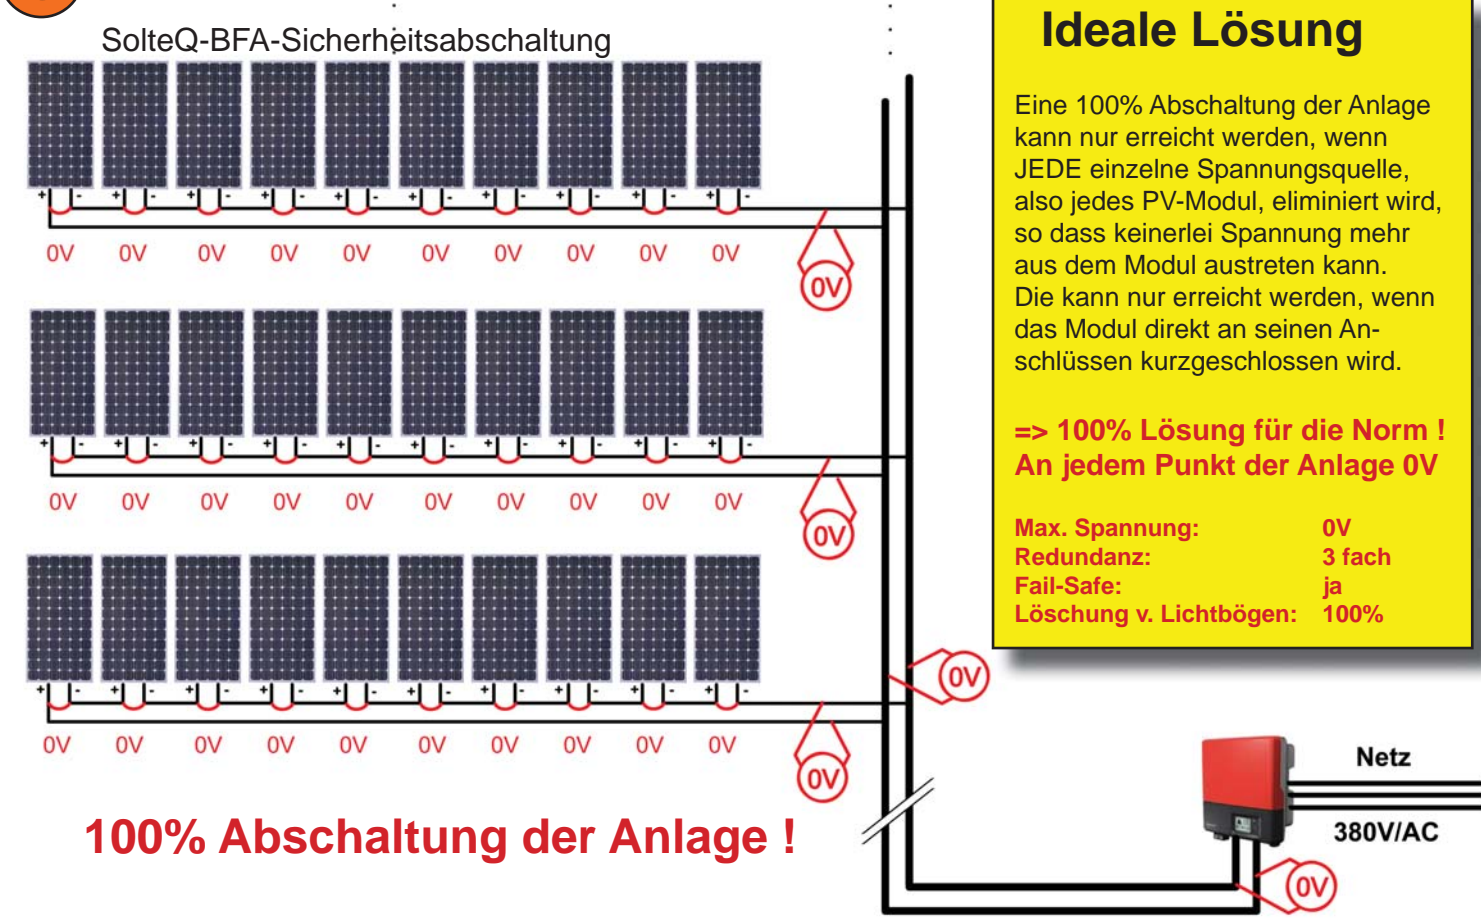 SolteQ-BFA-Sicherheitsabschaltung
+ - + - + - + - + - + - + - + - + - + -
0V 0V 0V 0V 0V 0V 0V 0V 0V 0V
0V
+ - + - + - + - + - + - + - + - + - + -
0V 0V 0V 0V 0V 0V 0V 0V 0V 0V
0V
+ - + - + - + - + - + - + - + - + - + -
0V 0V 0V 0V 0V 0V 0V 0V 0V 0V
0V
0V
100% Abschaltung der Anlage !
Ideale Lösung
Eine 100% Abschaltung der Anlage
kann nur erreicht werden, wenn
JEDE einzelne Spannungsquelle,
also jedes PV-Modul, eliminiert wird,
so dass keinerlei Spannung mehr
aus dem Modul austreten kann.
Die kann nur erreicht werden, wenn
das Modul direkt an seinen An-
schlüssen kurzgeschlossen wird.
=> 100% Lösung für die Norm !
An jedem Punkt der Anlage 0V
Max. Spannung: 0V
Redundanz: 3 fach
Fail-Safe: ja
Löschung v. Lichtbögen: 100%
Netz
380V/AC
0V